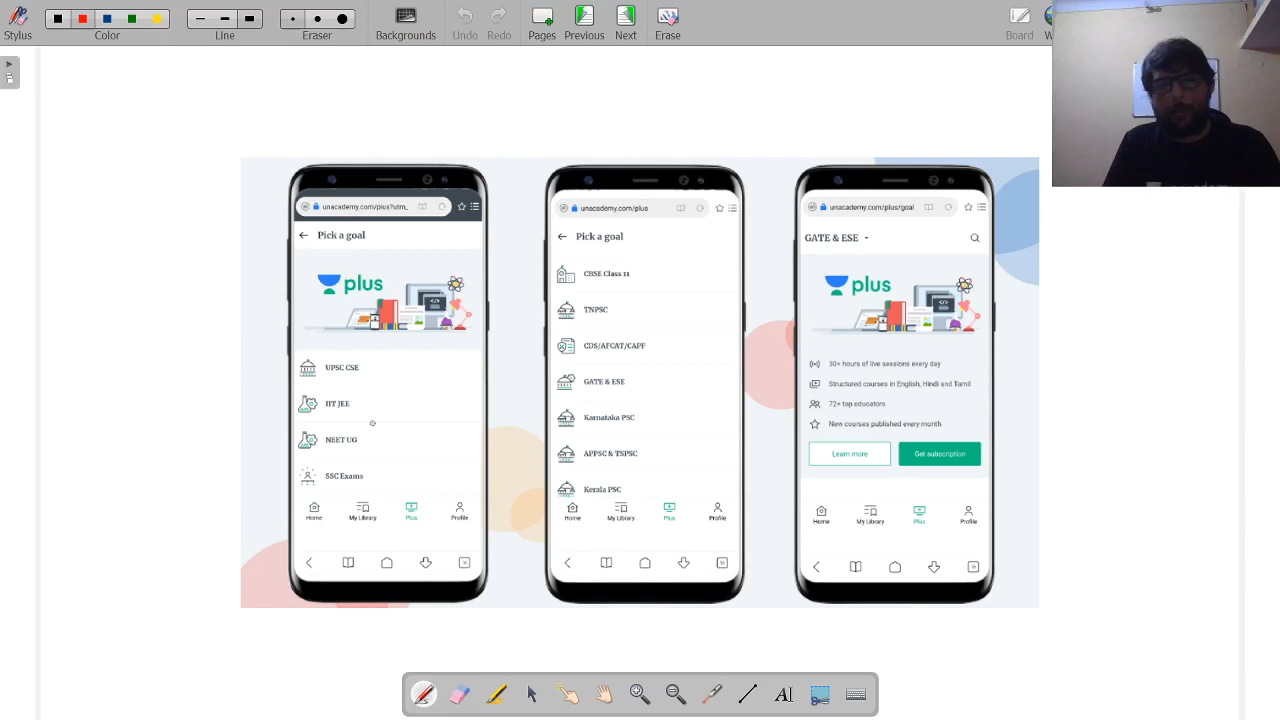 Stylus
Color
Line
Eraser
Backgrounds
Undo
Redo
Pages
Previous
Next
Erase
Board
unacademy.com/plus?utm_
Pick a goal
plus
UPSC CSE
IIT JEE
NEET UG
SSC Exams
Home
My Library
Plus
Profile
unacademy.com/plus
Pick a goal
CBSE Class 11
TNPSC
CDS/AFCAT/CAPF
GATE & ESE
Karnataka PSC
APPSC & TSPSC
Kerala PSC
Home
My Library
Plus
Profile
unacademy.com/plus/goal
GATE & ESE
plus
30+ hours of live sessions every day
Structured courses in English, Hindi and Tamil
72+ top educators
New courses published every month
Learn more
Get subscription
Home
My Library
Plus
Profile